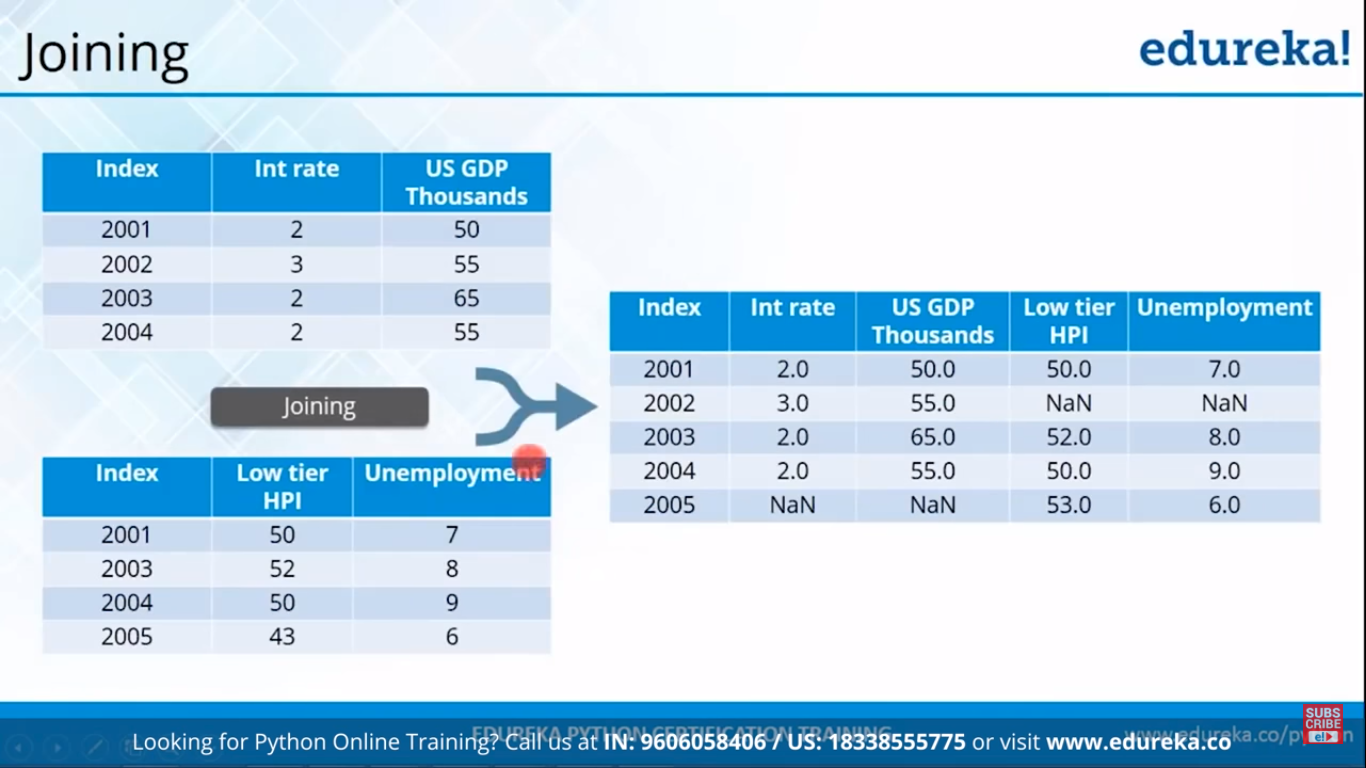 Joining
edureka!
Index Int rate US GDP
Thousands
2001 2 50
2002 3 55
2003 2 65
2004 2 55
Joining
Index Low tier Unemployment
HPI
2001 50 7
2003 52 8
2004 50 9
2005 43 6
Index Int rate US GDP Low tier Unemployment
Thousands HPI
2001 2.0 50.0 50.0 7.0
2002 3.0 55.0 NaN NaN
2003 2.0 65.0 52.0 8.0
2004 2.0 55.0 50.0 9.0
2005 NaN NaN 53.0 6.0
SUBS
CRIBE
e!
EDUREKA PYTHON CERTIFICATION TRAINING
Looking for Python Online Training? Call us at IN: 9606058406 / US: 18338555775 or visit www.edureka.co